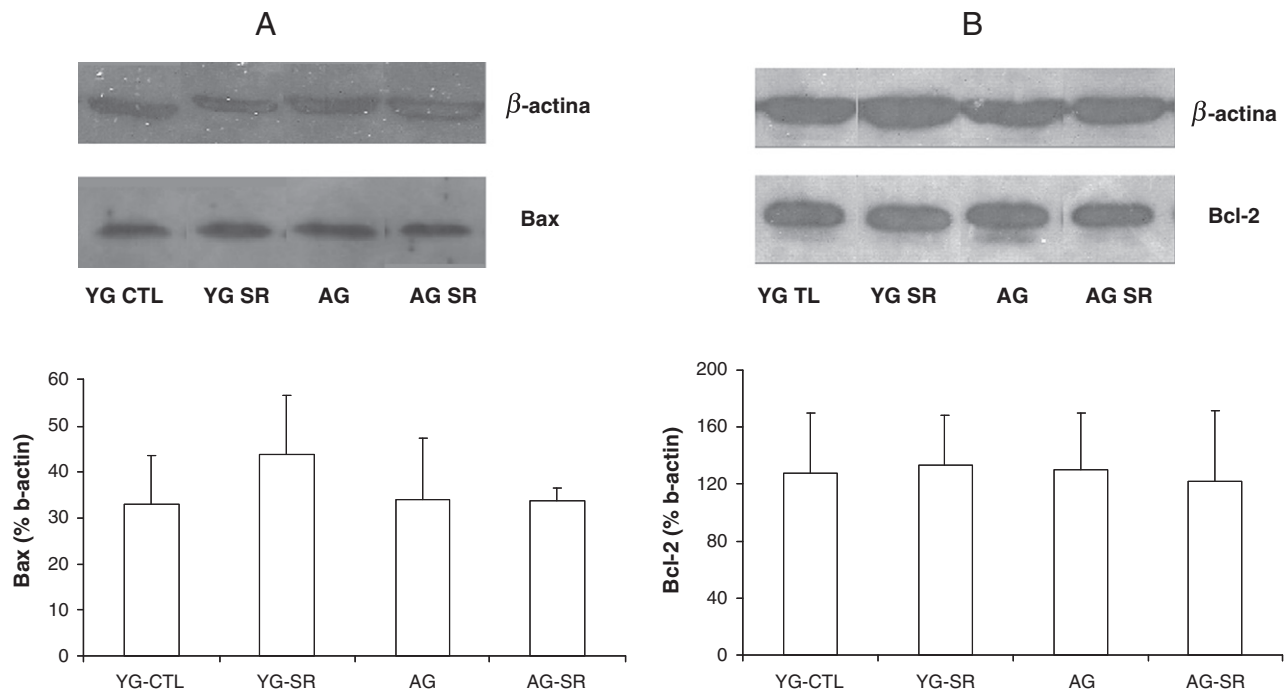 A
β-actina
Bax
YG CTL YG SR AG AG SR
60
50
40
30
20
10
0
Bax (% b-actin)
YG-CTL YG-SR AG AG-SR
B
β-actina
Bcl-2
YG TL YG SR AG AG SR
200
160
120
80
40
0
Bcl-2 (% b-actin)
YG-CTL YG-SR AG AG-SR